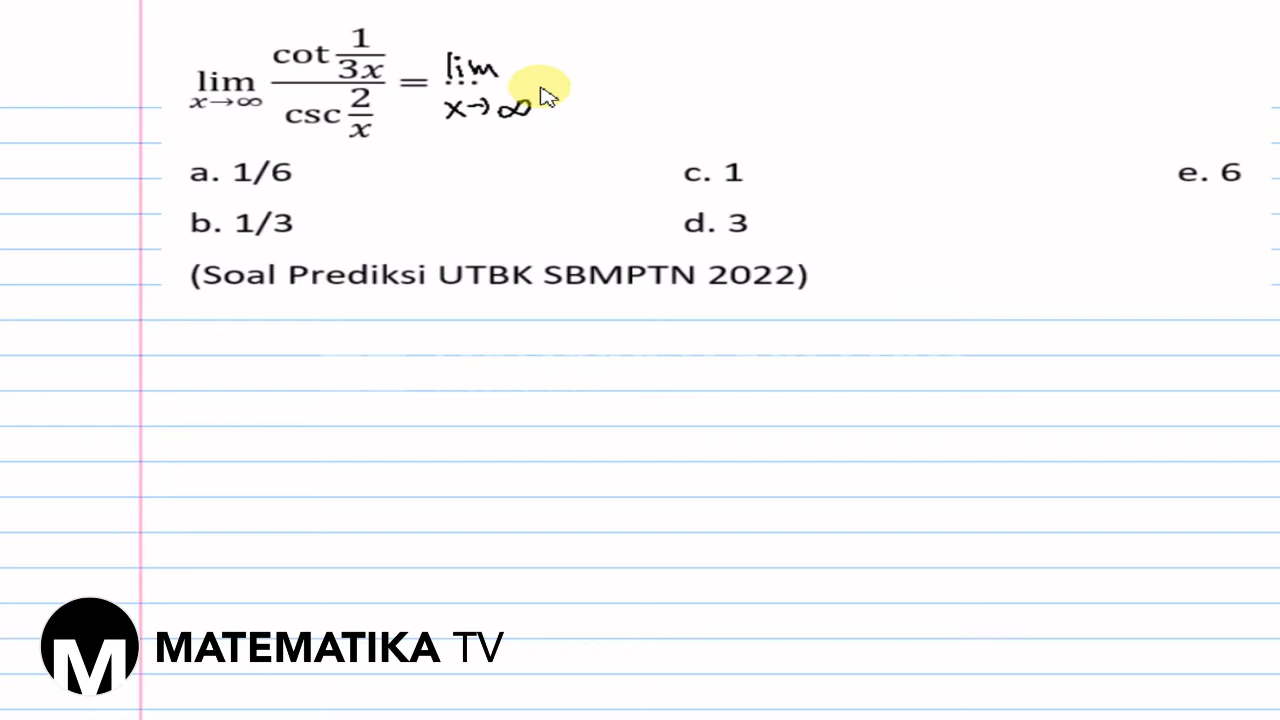 lim x→∞ cot 1/3x / csc 2/x = ... lim x→∞
a. 1/6 c. 1 e. 6
b. 1/3 d. 3
(Soal Prediksi UTBK SBMPTN 2022)
M MATEMATIKA TV